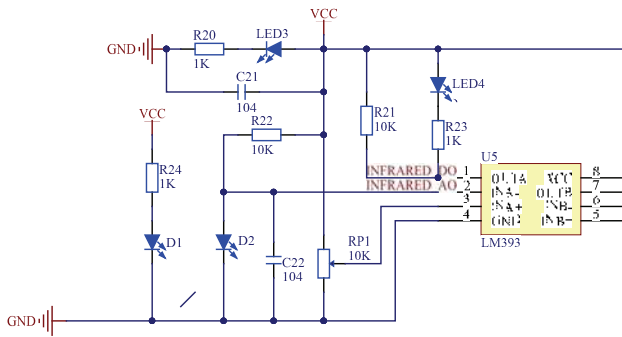 VCC
GND
R20
1K
LED3
C21
104
VCC
R22
10K
R21
10K
LED4
R23
1K
R24
1K
INFRARED DO
INFRARED AO
U5
1
2
3
4
OUTA
INA-
INA+
GND
VCC
OUTB
INB-
8
7
6
5
LM393
D1
D2
C22
104
RP1
10K
GND